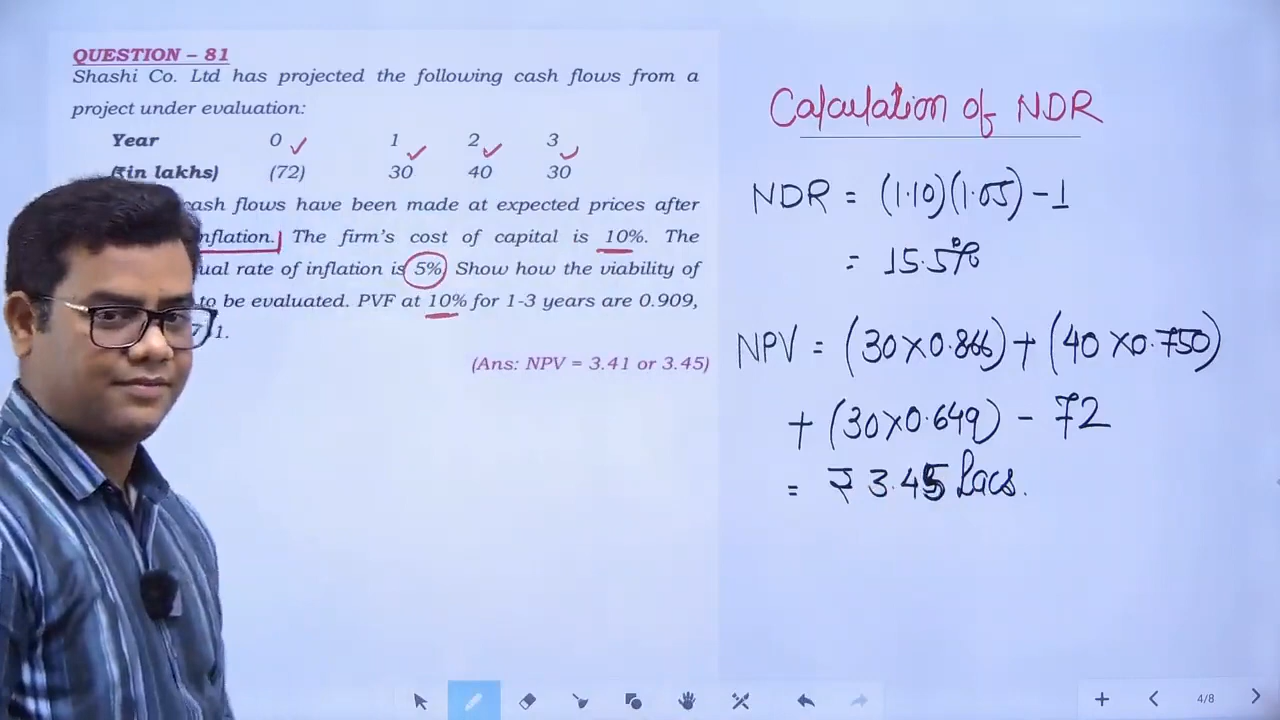 QUESTION – 81
Shashi Co. Ltd has projected the following cash flows from a
project under evaluation:
Year 0 1 2 3
₹in lakhs) (72) 30 40 30
cash flows have been made at expected prices after
inflation. The firm's cost of capital is 10%. The
ual rate of inflation is 5% Show how the viability of
to be evaluated. PVF at 10% for 1-3 years are 0.909,
1.
(Ans: NPV = 3.41 or 3.45)
Calculation of NDR
NDR = (1.10)(1.05) - 1
= 15.5%
NPV = (30×0.866) + (40×0.750)
+ (30×0.649) - 72
= ₹ 3.45 Lacs.
4/8